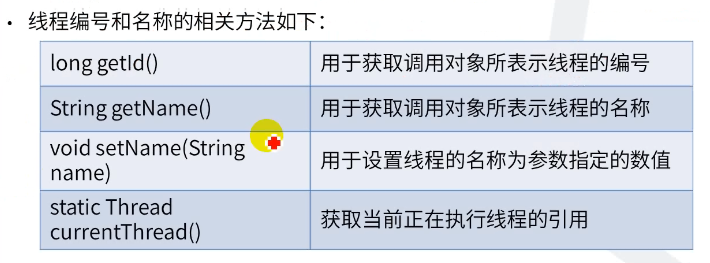 • 线程编号和名称的相关方法如下：
long getId()
用于获取调用对象所表示线程的编号
String getName()
用于获取调用对象所表示线程的名称
void setName(String
name)
用于设置线程的名称为参数指定的数值
static Thread
currentThread()
获取当前正在执行线程的引用